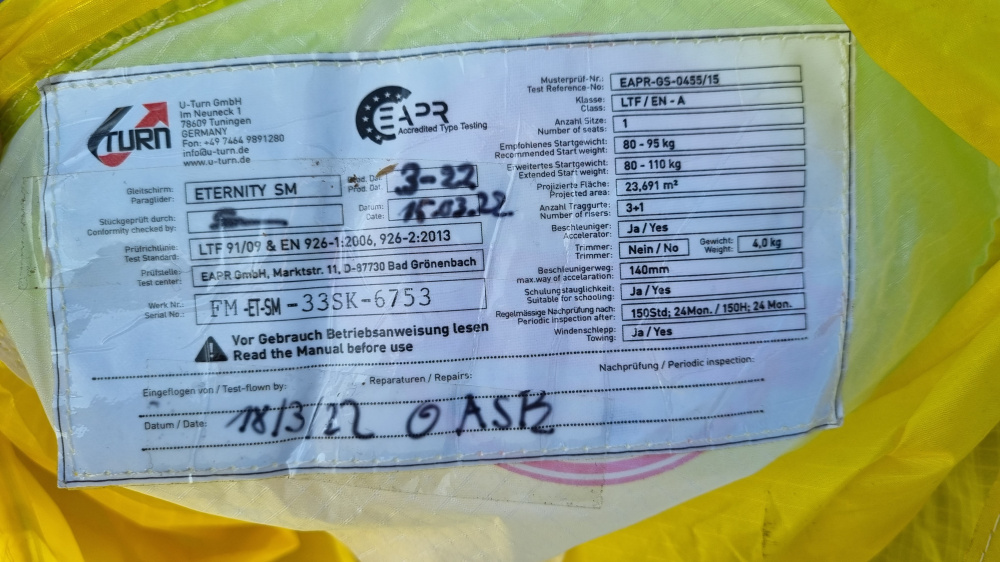 TURN
U-Turn GmbH
Im Neuneck 1
78609 Tuningen
GERMANY
Fon: +49 7464 9891280
info@u-turn.de
www.u-turn.de
EAPR
Accredited Type Testing
Gleitschirm:
Paraglider:
ETERNITY SM
Prod. Dat.
Prod. Dat.
3-22
Stückgeprüft durch:
Conformity checked by:
Datum:
Date:
15.03.22.
Prüfrichtlinie:
Test Standard:
LTF 91/09 & EN 926-1:2006, 926-2:2013
Prüfstelle:
Test center:
EAPR GmbH, Marktstr. 11, D-87730 Bad Grönenbach
Werk Nr.:
Serial No.:
FM-ET-SM-33SK-6753
Vor Gebrauch Betriebsanweisung lesen
Read the Manual before use
Musterprüf-Nr.:
Test Reference-No:
EAPR-GS-0455/15
Klasse:
Class:
LTF/EN-A
Anzahl Sitze:
Number of seats:
1
Empfohlenes Startgewicht:
Recommended Start weight:
80-95 kg
Erweitertes Startgewicht:
Extended Start weight:
80-110 kg
Projizierte Fläche:
Projected area:
23,691 m²
Anzahl Traggurte:
Number of risers:
3+1
Beschleuniger:
Accelerator:
Ja / Yes
Trimmer:
Trimmer:
Nein / No
Gewicht:
Weight:
4,0kg
Beschleunigerweg:
max.way of accelaration:
140mm
Schulungstauglichkeit:
Suitable for schooling:
Ja / Yes
Regelmässige Nachprüfung nach:
Periodic inspection after:
150Std; 24Mon. / 150H; 24 Mon.
Windenschlepp:
Towing:
Ja / Yes
Eingeflogen von / Test-flown by:
Reparaturen / Repairs:
Nachprüfung / Periodic inspection:
Datum / Date:
18/3/22
ASK